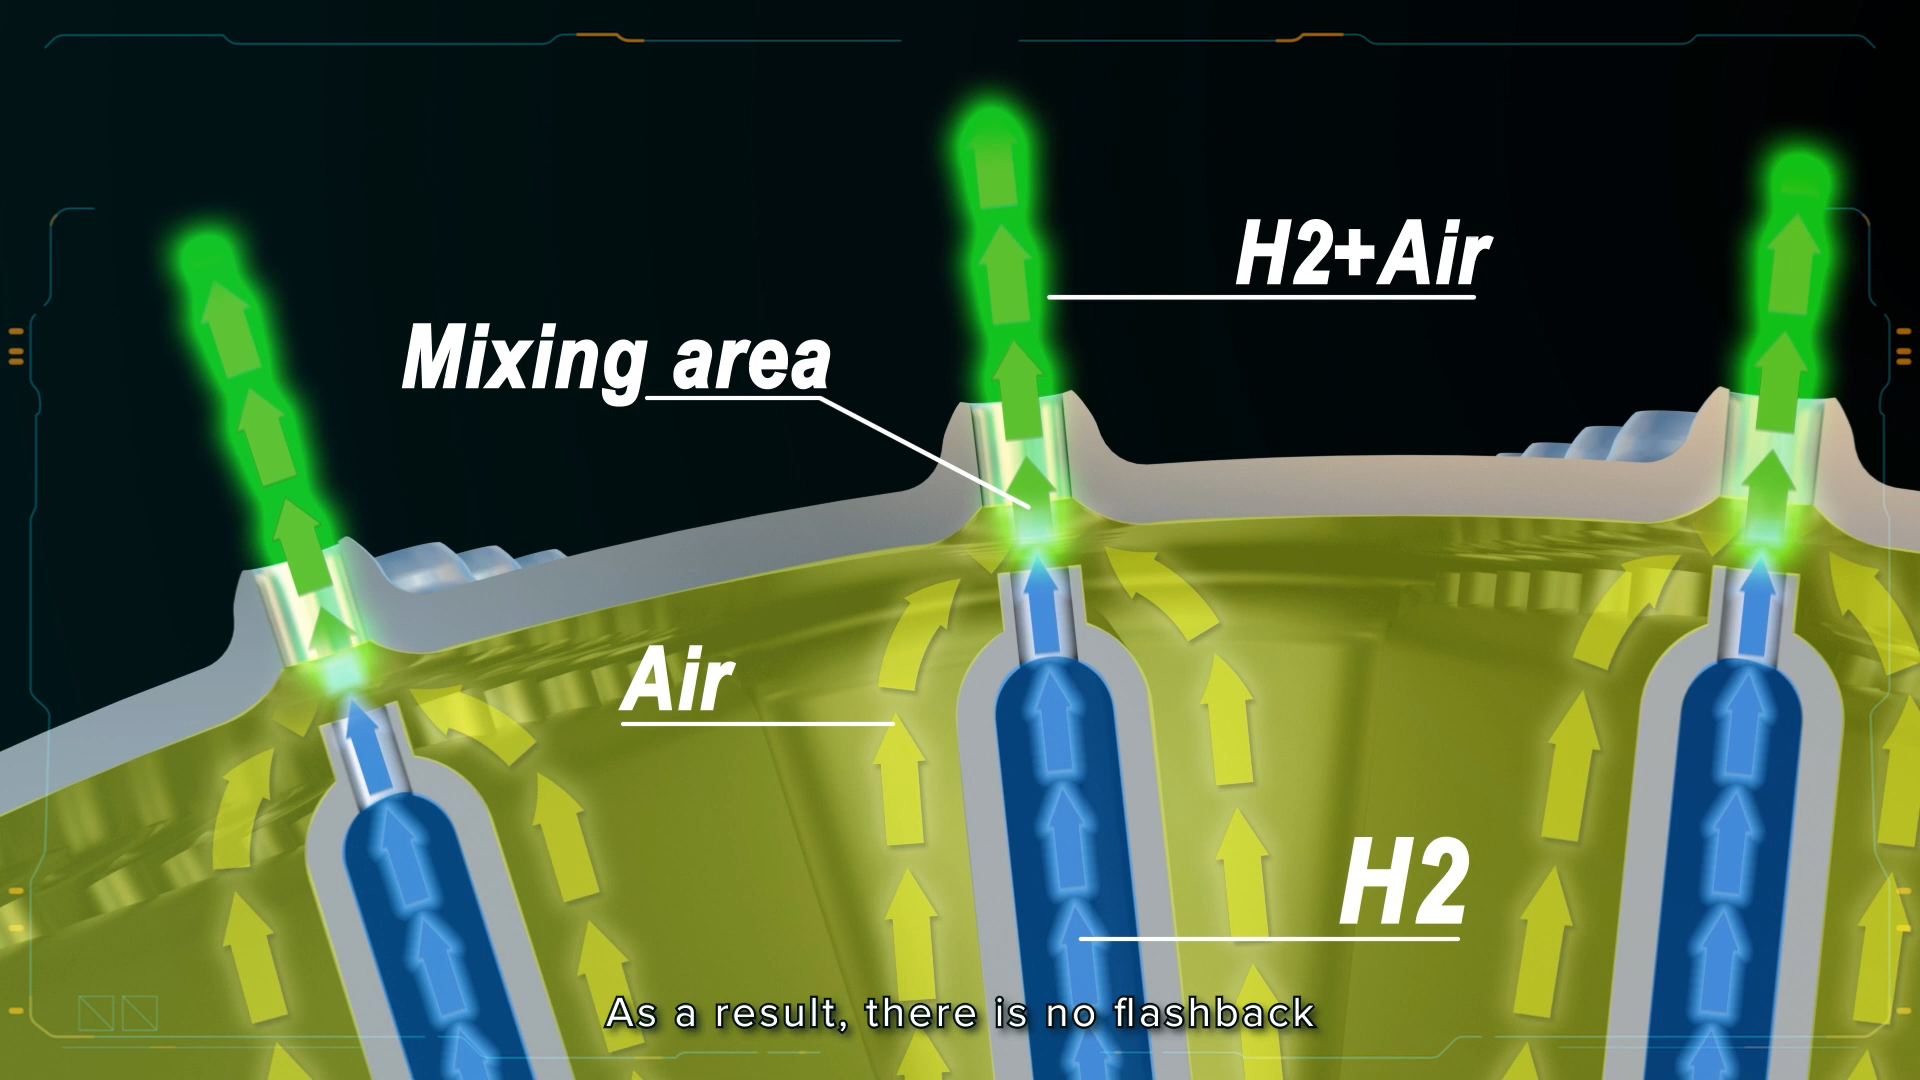 H2+Air
Mixing area
Air
H2
As a result, there is no flashback